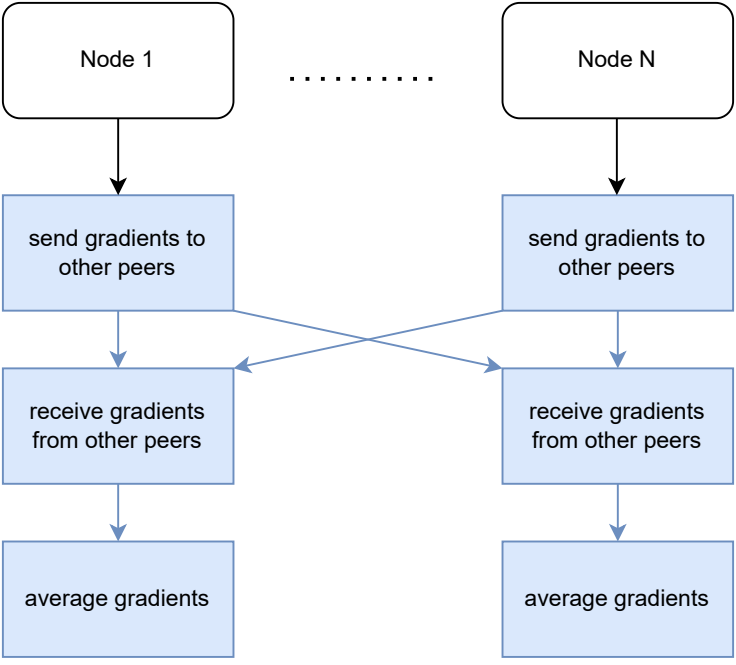 Node 1
Node N
send gradients to
other peers
send gradients to
other peers
receive gradients
from other peers
receive gradients
from other peers
average gradients
average gradients